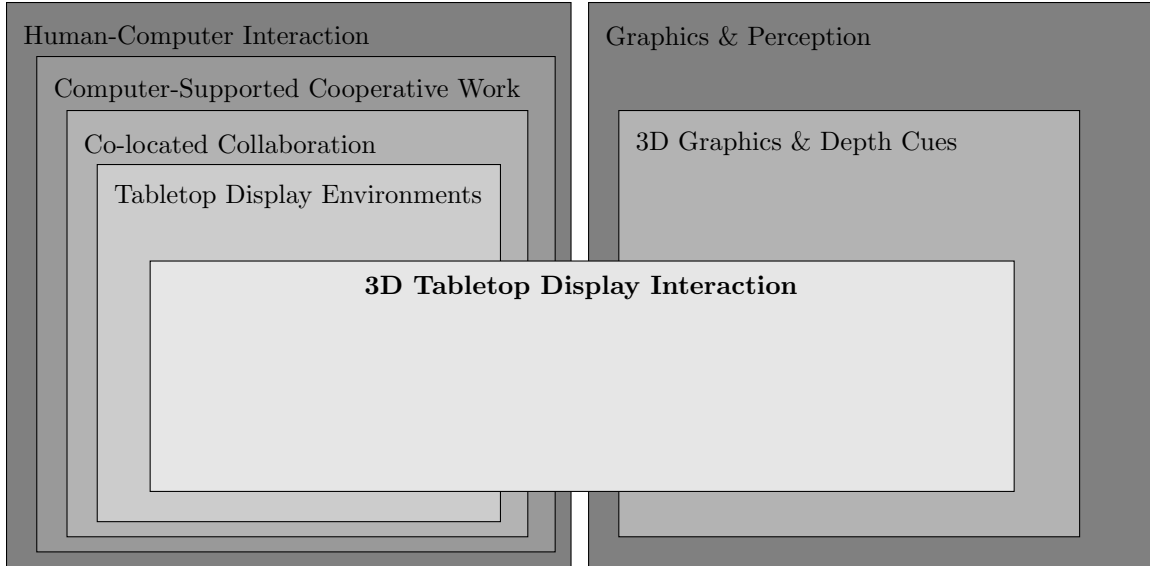 Human-Computer Interaction
Computer-Supported Cooperative Work
Co-located Collaboration
Tabletop Display Environments
Graphics & Perception
3D Graphics & Depth Cues
3D Tabletop Display Interaction